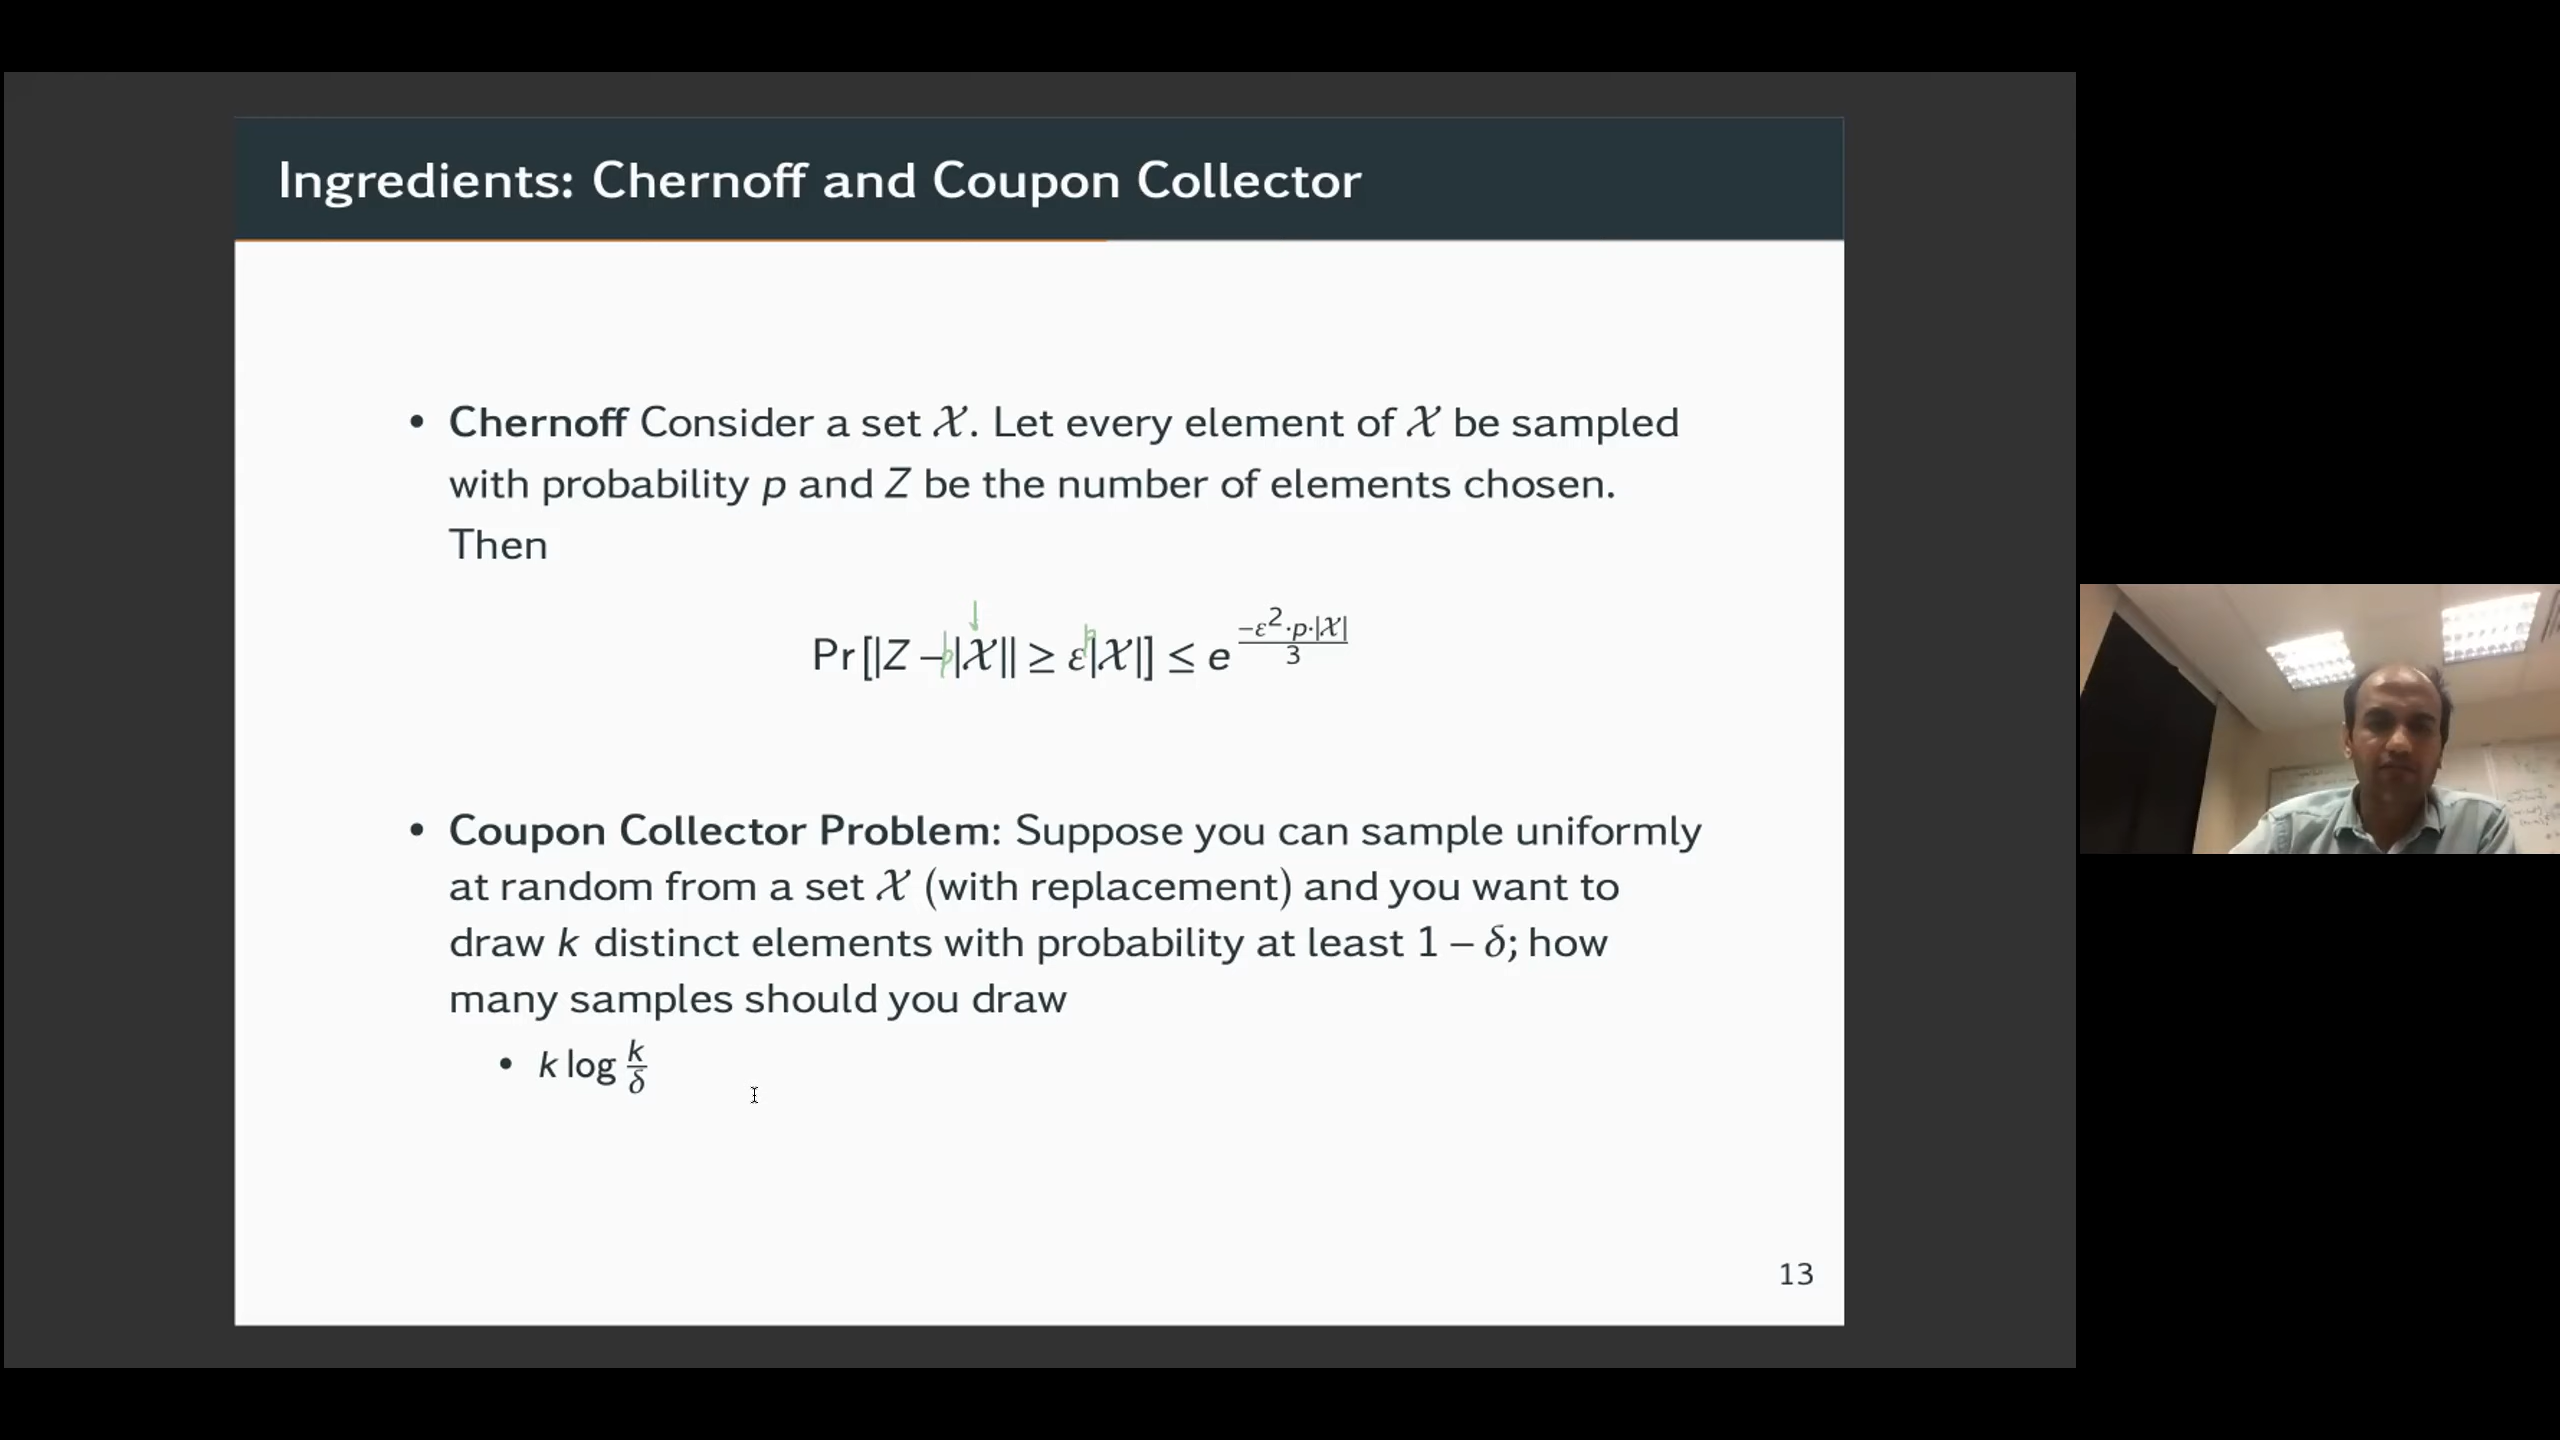 Ingredients: Chernoff and Coupon Collector
• Chernoff Consider a set 𝒳. Let every element of 𝒳 be sampled
with probability p and Z be the number of elements chosen.
Then
Pr[|Z − p|𝒳|| ≥ ε p|𝒳|] ≤ e^{−ε²·p·|𝒳| / 3}
• Coupon Collector Problem: Suppose you can sample uniformly
at random from a set 𝒳 (with replacement) and you want to
draw k distinct elements with probability at least 1 − δ; how
many samples should you draw
• k log k/δ
13